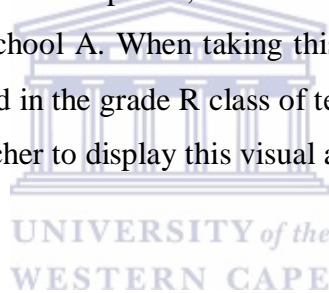 chool A. When taking this
d in the grade R class of te
cher to display this visual a
UNIVERSITY of the
WESTERN CAPE